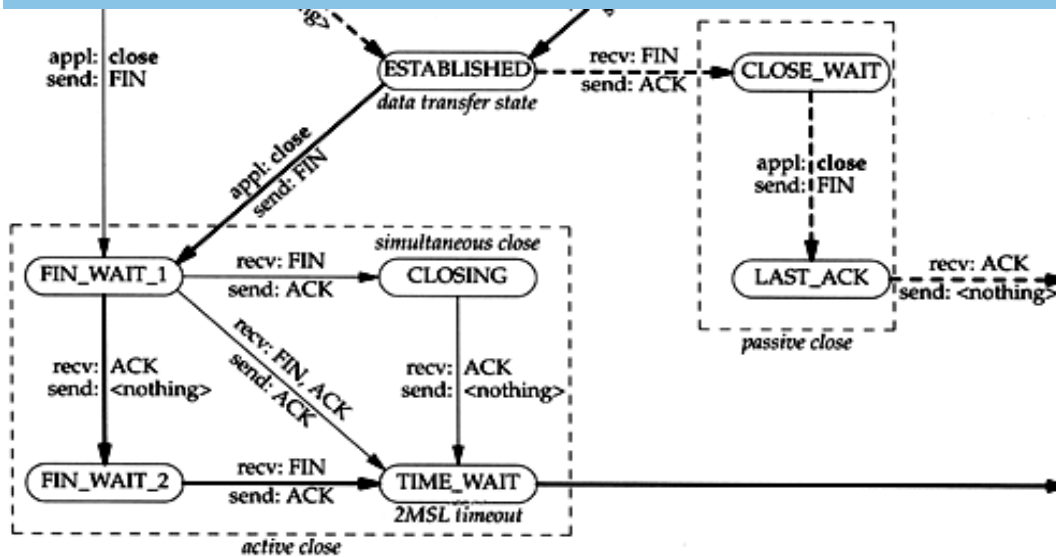 appl: close
send: FIN
ESTABLISHED
data transfer state
recv: FIN
send: ACK
CLOSE_WAIT
appl: close
send: FIN
appl: close
send: FIN
simultaneous close
FIN_WAIT_1
recv: FIN
send: ACK
CLOSING
LAST_ACK
recv: ACK
send: <nothing>
passive close
recv: ACK
send: <nothing>
recv: FIN, ACK
send: ACK
recv: ACK
send: <nothing>
FIN_WAIT_2
recv: FIN
send: ACK
TIME_WAIT
2MSL timeout
active close